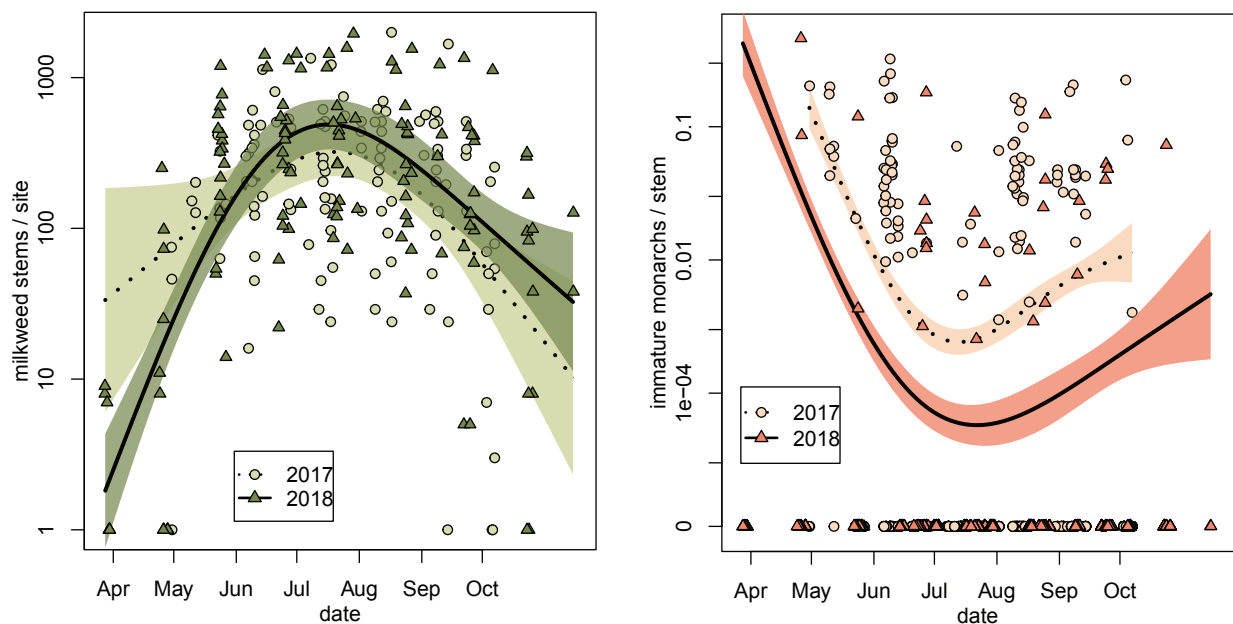 milkweed stems / site
1000
100
10
1
2017
2018
Apr May Jun Jul Aug Sep Oct
date
immature monarchs / stem
0.1
0.01
1e−04
0
2017
2018
Apr May Jun Jul Aug Sep Oct
date